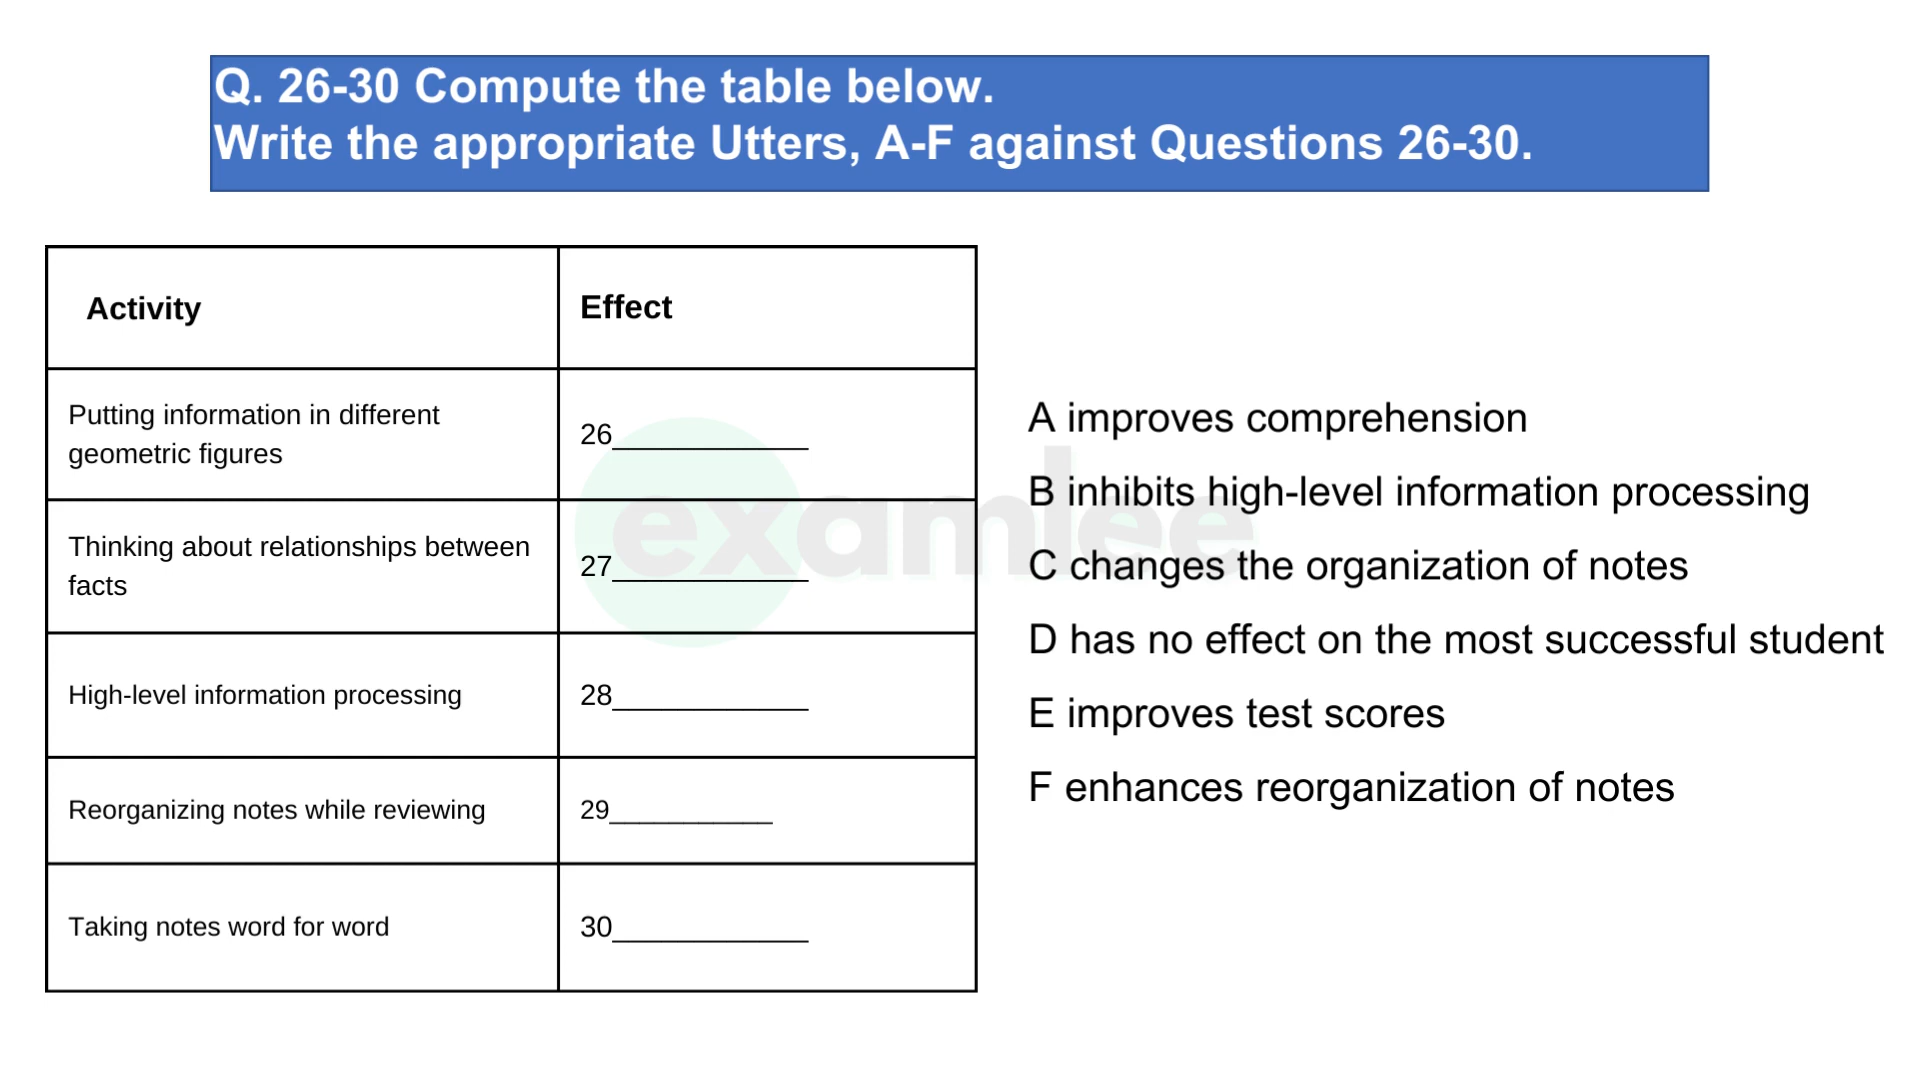 Q. 26-30 Compute the table below.
Write the appropriate Utters, A-F against Questions 26-30.
Activity
Effect
Putting information in different
geometric figures
26____________
Thinking about relationships between
facts
27____________
High-level information processing
28____________
Reorganizing notes while reviewing
29__________
Taking notes word for word
30____________
examlee
A improves comprehension
B inhibits high-level information processing
C changes the organization of notes
D has no effect on the most successful student
E improves test scores
F enhances reorganization of notes